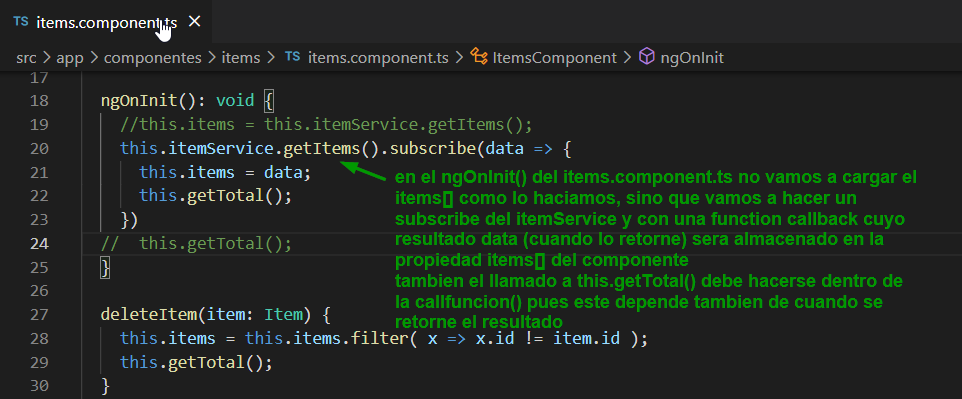 TS items.component.ts ×
src > app > componentes > items > TS items.component.ts > ItemsComponent > ngOnInit
17
18 ngOnInit(): void {
19 //this.items = this.itemService.getItems();
20 this.itemService.getItems().subscribe(data => {
21 this.items = data;
22 this.getTotal();
23 })
24 // this.getTotal();
25 }
26
27 deleteItem(item: Item) {
28 this.items = this.items.filter( x => x.id != item.id );
29 this.getTotal();
30 }
en el ngOnInit() del items.component.ts no vamos a cargar el
items[] como lo haciamos, sino que vamos a hacer un
subscribe del itemService y con una function callback cuyo
resultado data (cuando lo retorne) sera almacenado en la
propiedad items[] del componente
tambien el llamado a this.getTotal() debe hacerse dentro de
la callfuncion() pues este depende tambien de cuando se
retorne el resultado